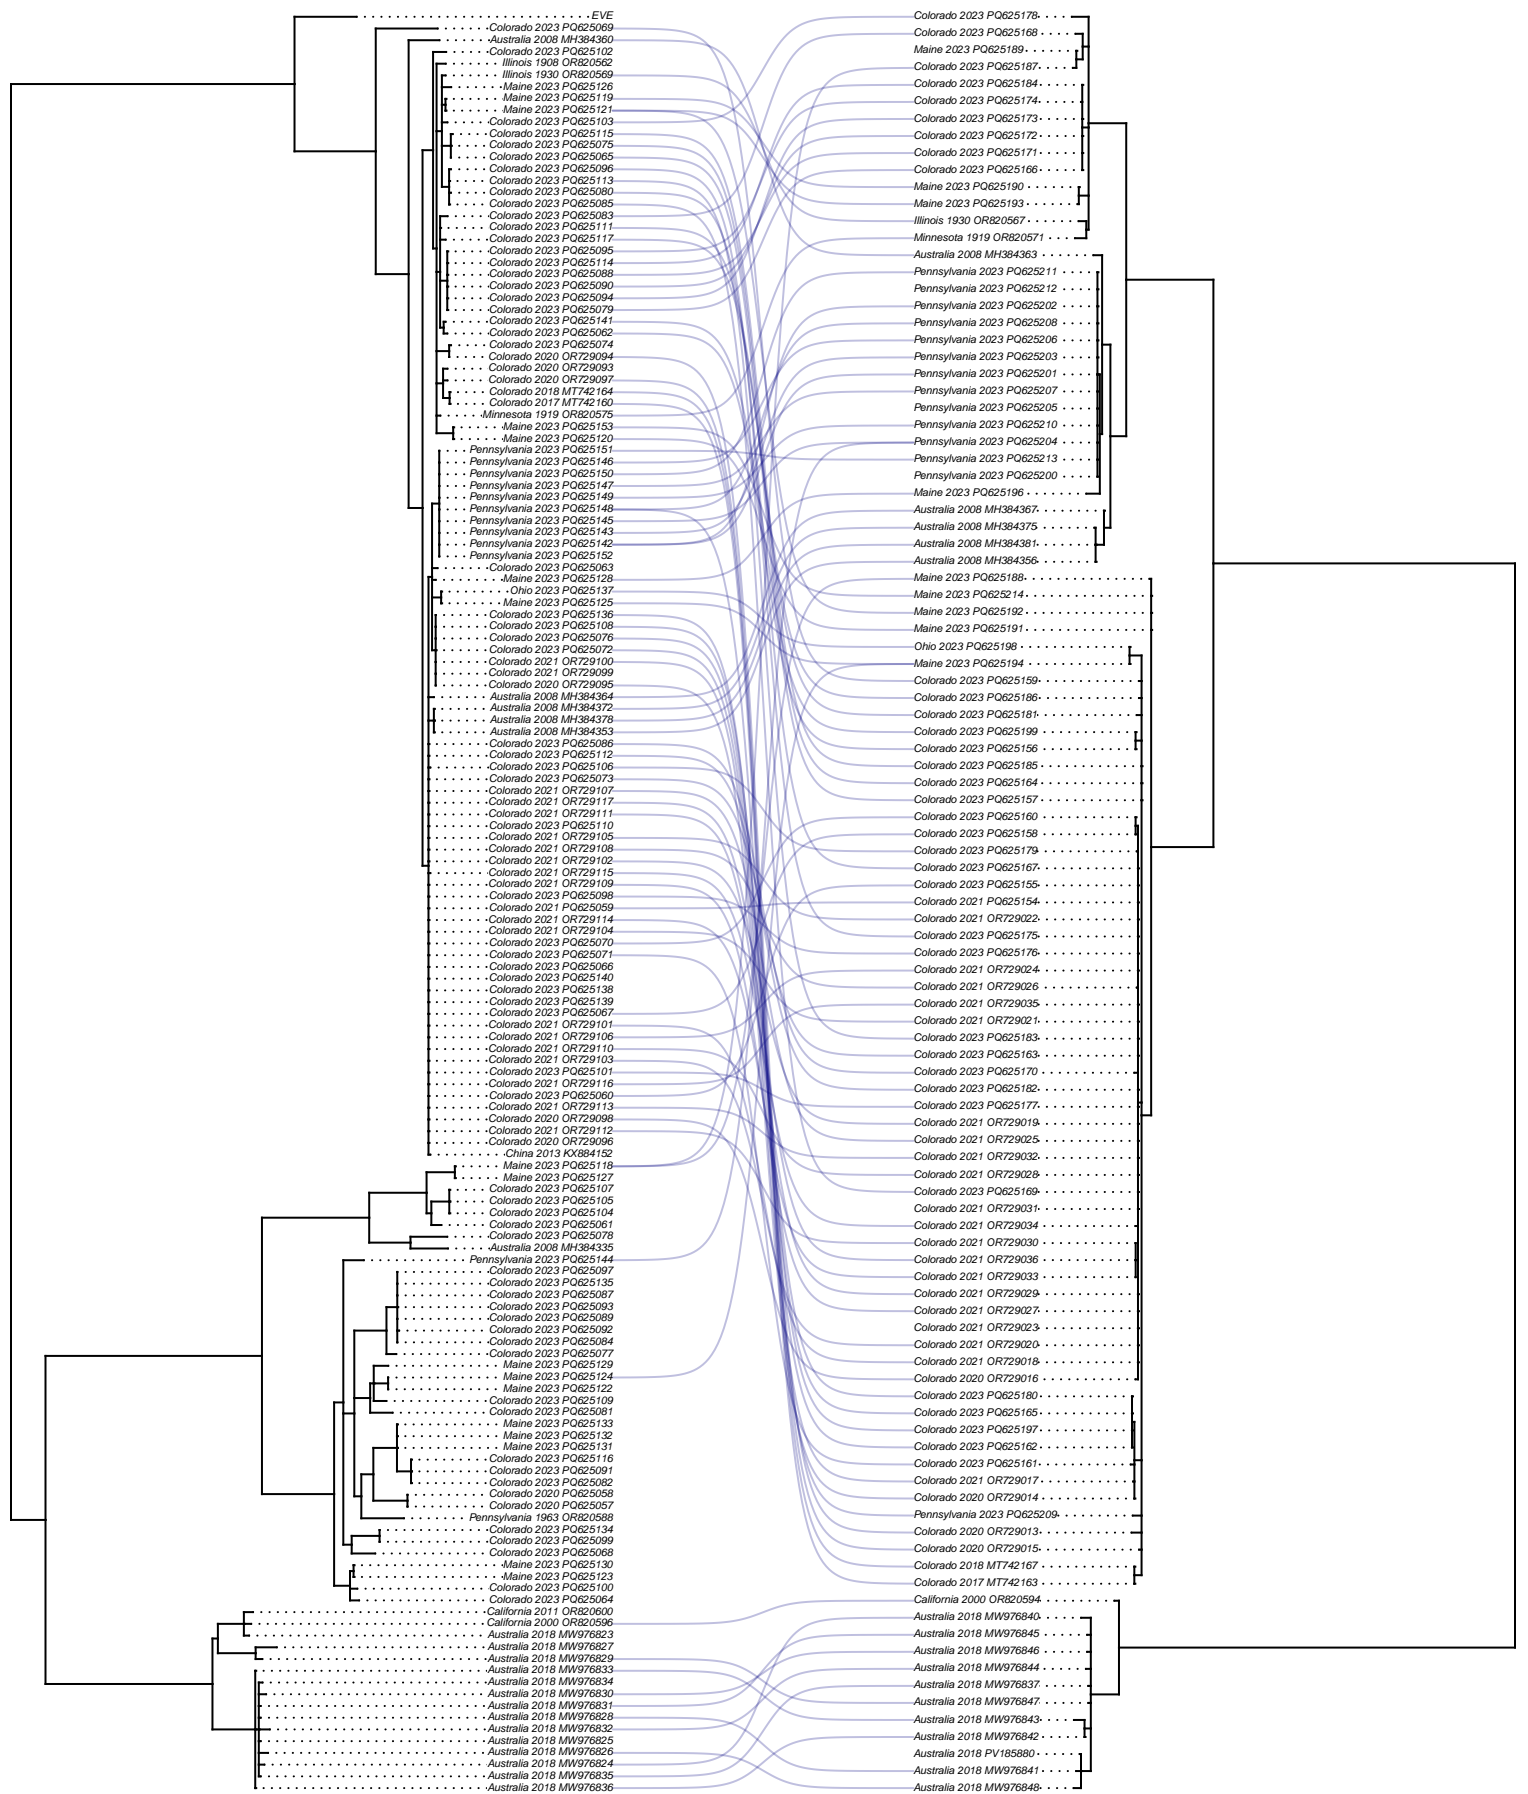 EVE
Colorado 2023 PQ625069
Australia 2008 MH384360
Colorado 2023 PQ625102
Illinois 1908 OR820562
Illinois 1930 OR820569
Maine 2023 PQ625126
Maine 2023 PQ625119
Maine 2023 PQ625121
Colorado 2023 PQ625103
Colorado 2023 PQ625115
Colorado 2023 PQ625075
Colorado 2023 PQ625065
Colorado 2023 PQ625096
Colorado 2023 PQ625113
Colorado 2023 PQ625080
Colorado 2023 PQ625085
Colorado 2023 PQ625083
Colorado 2023 PQ625111
Colorado 2023 PQ625117
Colorado 2023 PQ625095
Colorado 2023 PQ625114
Colorado 2023 PQ625088
Colorado 2023 PQ625090
Colorado 2023 PQ625094
Colorado 2023 PQ625079
Colorado 2023 PQ625141
Colorado 2023 PQ625062
Colorado 2023 PQ625074
Colorado 2020 OR729094
Colorado 2020 OR729093
Colorado 2020 OR729097
Colorado 2018 MT742164
Colorado 2017 MT742160
Minnesota 1919 OR820575
Maine 2023 PQ625153
Maine 2023 PQ625120
Pennsylvania 2023 PQ625151
Pennsylvania 2023 PQ625146
Pennsylvania 2023 PQ625150
Pennsylvania 2023 PQ625147
Pennsylvania 2023 PQ625149
Pennsylvania 2023 PQ625148
Pennsylvania 2023 PQ625145
Pennsylvania 2023 PQ625143
Pennsylvania 2023 PQ625142
Pennsylvania 2023 PQ625152
Colorado 2023 PQ625063
Maine 2023 PQ625128
Ohio 2023 PQ625137
Maine 2023 PQ625125
Colorado 2023 PQ625136
Colorado 2023 PQ625108
Colorado 2023 PQ625076
Colorado 2023 PQ625072
Colorado 2021 OR729100
Colorado 2021 OR729099
Colorado 2020 OR729095
Australia 2008 MH384364
Australia 2008 MH384372
Australia 2008 MH384378
Australia 2008 MH384353
Colorado 2023 PQ625086
Colorado 2023 PQ625112
Colorado 2023 PQ625106
Colorado 2023 PQ625073
Colorado 2021 OR729107
Colorado 2021 OR729117
Colorado 2021 OR729111
Colorado 2023 PQ625110
Colorado 2021 OR729105
Colorado 2021 OR729108
Colorado 2021 OR729102
Colorado 2021 OR729115
Colorado 2021 OR729109
Colorado 2023 PQ625098
Colorado 2021 PQ625059
Colorado 2021 OR729114
Colorado 2021 OR729104
Colorado 2023 PQ625070
Colorado 2023 PQ625071
Colorado 2023 PQ625066
Colorado 2023 PQ625140
Colorado 2023 PQ625138
Colorado 2023 PQ625139
Colorado 2023 PQ625067
Colorado 2021 OR729101
Colorado 2021 OR729106
Colorado 2021 OR729110
Colorado 2021 OR729103
Colorado 2023 PQ625101
Colorado 2021 OR729116
Colorado 2023 PQ625060
Colorado 2021 OR729113
Colorado 2020 OR729098
Colorado 2021 OR729112
Colorado 2020 OR729096
China 2013 KX884152
Maine 2023 PQ625118
Maine 2023 PQ625127
Colorado 2023 PQ625107
Colorado 2023 PQ625105
Colorado 2023 PQ625104
Colorado 2023 PQ625061
Colorado 2023 PQ625078
Australia 2008 MH384335
Pennsylvania 2023 PQ625144
Colorado 2023 PQ625097
Colorado 2023 PQ625135
Colorado 2023 PQ625087
Colorado 2023 PQ625093
Colorado 2023 PQ625089
Colorado 2023 PQ625092
Colorado 2023 PQ625084
Colorado 2023 PQ625077
Maine 2023 PQ625129
Maine 2023 PQ625124
Maine 2023 PQ625122
Colorado 2023 PQ625109
Colorado 2023 PQ625081
Maine 2023 PQ625133
Maine 2023 PQ625132
Maine 2023 PQ625131
Colorado 2023 PQ625116
Colorado 2023 PQ625091
Colorado 2023 PQ625082
Colorado 2020 PQ625058
Colorado 2020 PQ625057
Pennsylvania 1963 OR820588
Colorado 2023 PQ625134
Colorado 2023 PQ625099
Colorado 2023 PQ625068
Maine 2023 PQ625130
Maine 2023 PQ625123
Colorado 2023 PQ625100
Colorado 2023 PQ625064
California 2011 OR820600
California 2000 OR820596
Australia 2018 MW976823
Australia 2018 MW976827
Australia 2018 MW976829
Australia 2018 MW976833
Australia 2018 MW976834
Australia 2018 MW976830
Australia 2018 MW976831
Australia 2018 MW976828
Australia 2018 MW976832
Australia 2018 MW976825
Australia 2018 MW976826
Australia 2018 MW976824
Australia 2018 MW976835
Australia 2018 MW976836
Colorado 2023 PQ625178
Colorado 2023 PQ625168
Maine 2023 PQ625189
Colorado 2023 PQ625187
Colorado 2023 PQ625184
Colorado 2023 PQ625174
Colorado 2023 PQ625173
Colorado 2023 PQ625172
Colorado 2023 PQ625171
Colorado 2023 PQ625166
Maine 2023 PQ625190
Maine 2023 PQ625193
Illinois 1930 OR820567
Minnesota 1919 OR820571
Australia 2008 MH384363
Pennsylvania 2023 PQ625211
Pennsylvania 2023 PQ625212
Pennsylvania 2023 PQ625202
Pennsylvania 2023 PQ625208
Pennsylvania 2023 PQ625206
Pennsylvania 2023 PQ625203
Pennsylvania 2023 PQ625201
Pennsylvania 2023 PQ625207
Pennsylvania 2023 PQ625205
Pennsylvania 2023 PQ625210
Pennsylvania 2023 PQ625204
Pennsylvania 2023 PQ625213
Pennsylvania 2023 PQ625200
Maine 2023 PQ625196
Australia 2008 MH384367
Australia 2008 MH384375
Australia 2008 MH384381
Australia 2008 MH384356
Maine 2023 PQ625188
Maine 2023 PQ625214
Maine 2023 PQ625192
Maine 2023 PQ625191
Ohio 2023 PQ625198
Maine 2023 PQ625194
Colorado 2023 PQ625159
Colorado 2023 PQ625186
Colorado 2023 PQ625181
Colorado 2023 PQ625199
Colorado 2023 PQ625156
Colorado 2023 PQ625185
Colorado 2023 PQ625164
Colorado 2023 PQ625157
Colorado 2023 PQ625160
Colorado 2023 PQ625158
Colorado 2023 PQ625179
Colorado 2023 PQ625167
Colorado 2023 PQ625155
Colorado 2021 PQ625154
Colorado 2021 OR729022
Colorado 2023 PQ625175
Colorado 2023 PQ625176
Colorado 2021 OR729024
Colorado 2021 OR729026
Colorado 2021 OR729035
Colorado 2021 OR729021
Colorado 2023 PQ625183
Colorado 2023 PQ625163
Colorado 2023 PQ625170
Colorado 2023 PQ625182
Colorado 2023 PQ625177
Colorado 2021 OR729019
Colorado 2021 OR729025
Colorado 2021 OR729032
Colorado 2021 OR729028
Colorado 2023 PQ625169
Colorado 2021 OR729031
Colorado 2021 OR729034
Colorado 2021 OR729030
Colorado 2021 OR729036
Colorado 2021 OR729033
Colorado 2021 OR729029
Colorado 2021 OR729027
Colorado 2021 OR729023
Colorado 2021 OR729020
Colorado 2021 OR729018
Colorado 2020 OR729016
Colorado 2023 PQ625180
Colorado 2023 PQ625165
Colorado 2023 PQ625197
Colorado 2023 PQ625162
Colorado 2023 PQ625161
Colorado 2021 OR729017
Colorado 2020 OR729014
Pennsylvania 2023 PQ625209
Colorado 2020 OR729013
Colorado 2020 OR729015
Colorado 2018 MT742167
Colorado 2017 MT742163
California 2000 OR820594
Australia 2018 MW976840
Australia 2018 MW976845
Australia 2018 MW976846
Australia 2018 MW976844
Australia 2018 MW976837
Australia 2018 MW976847
Australia 2018 MW976843
Australia 2018 MW976842
Australia 2018 PV185880
Australia 2018 MW976841
Australia 2018 MW976848